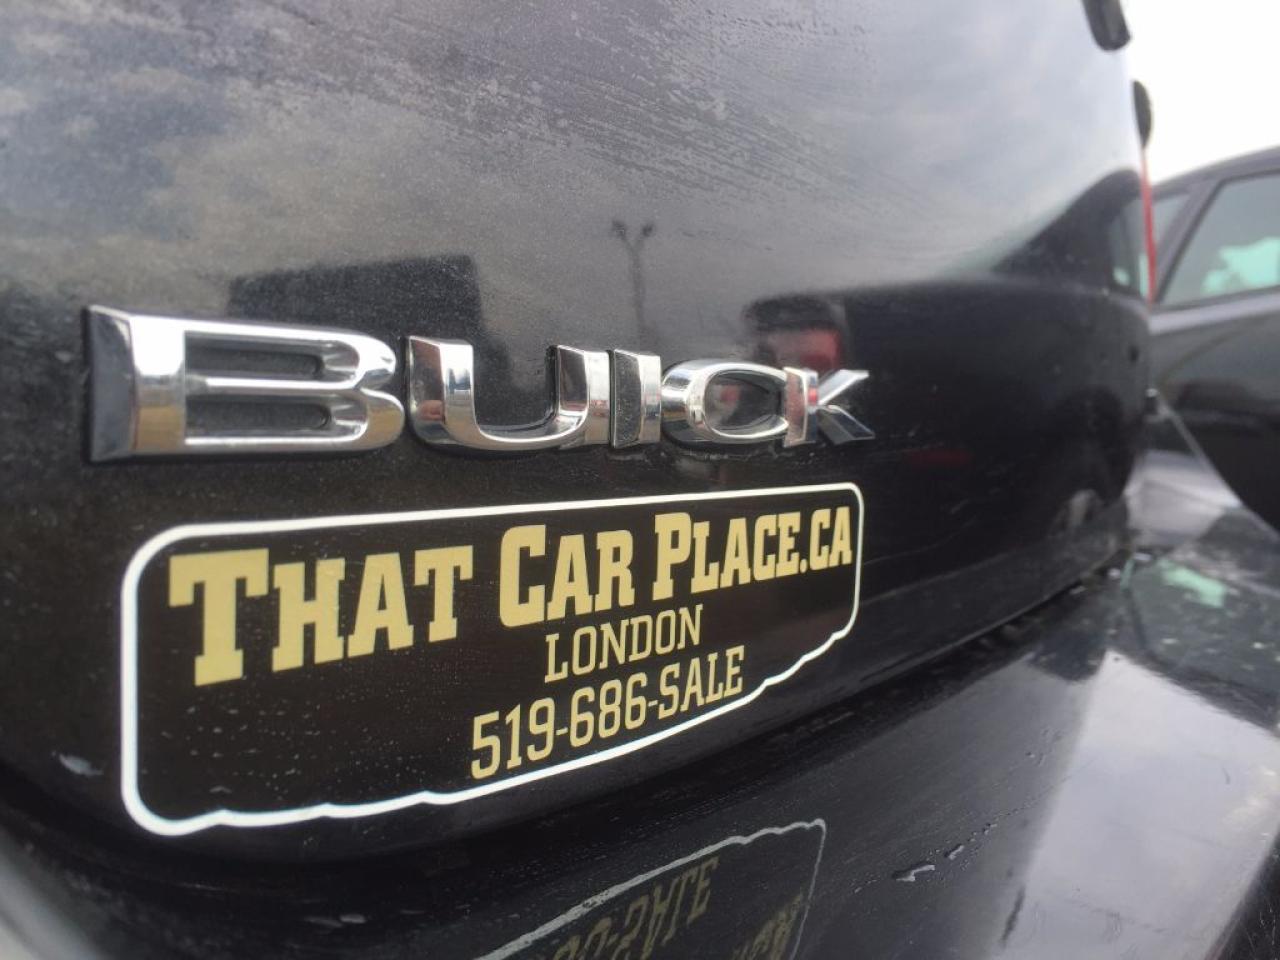 BUICK
THAT CAR PLACE.CA
LONDON
519-686-SALE